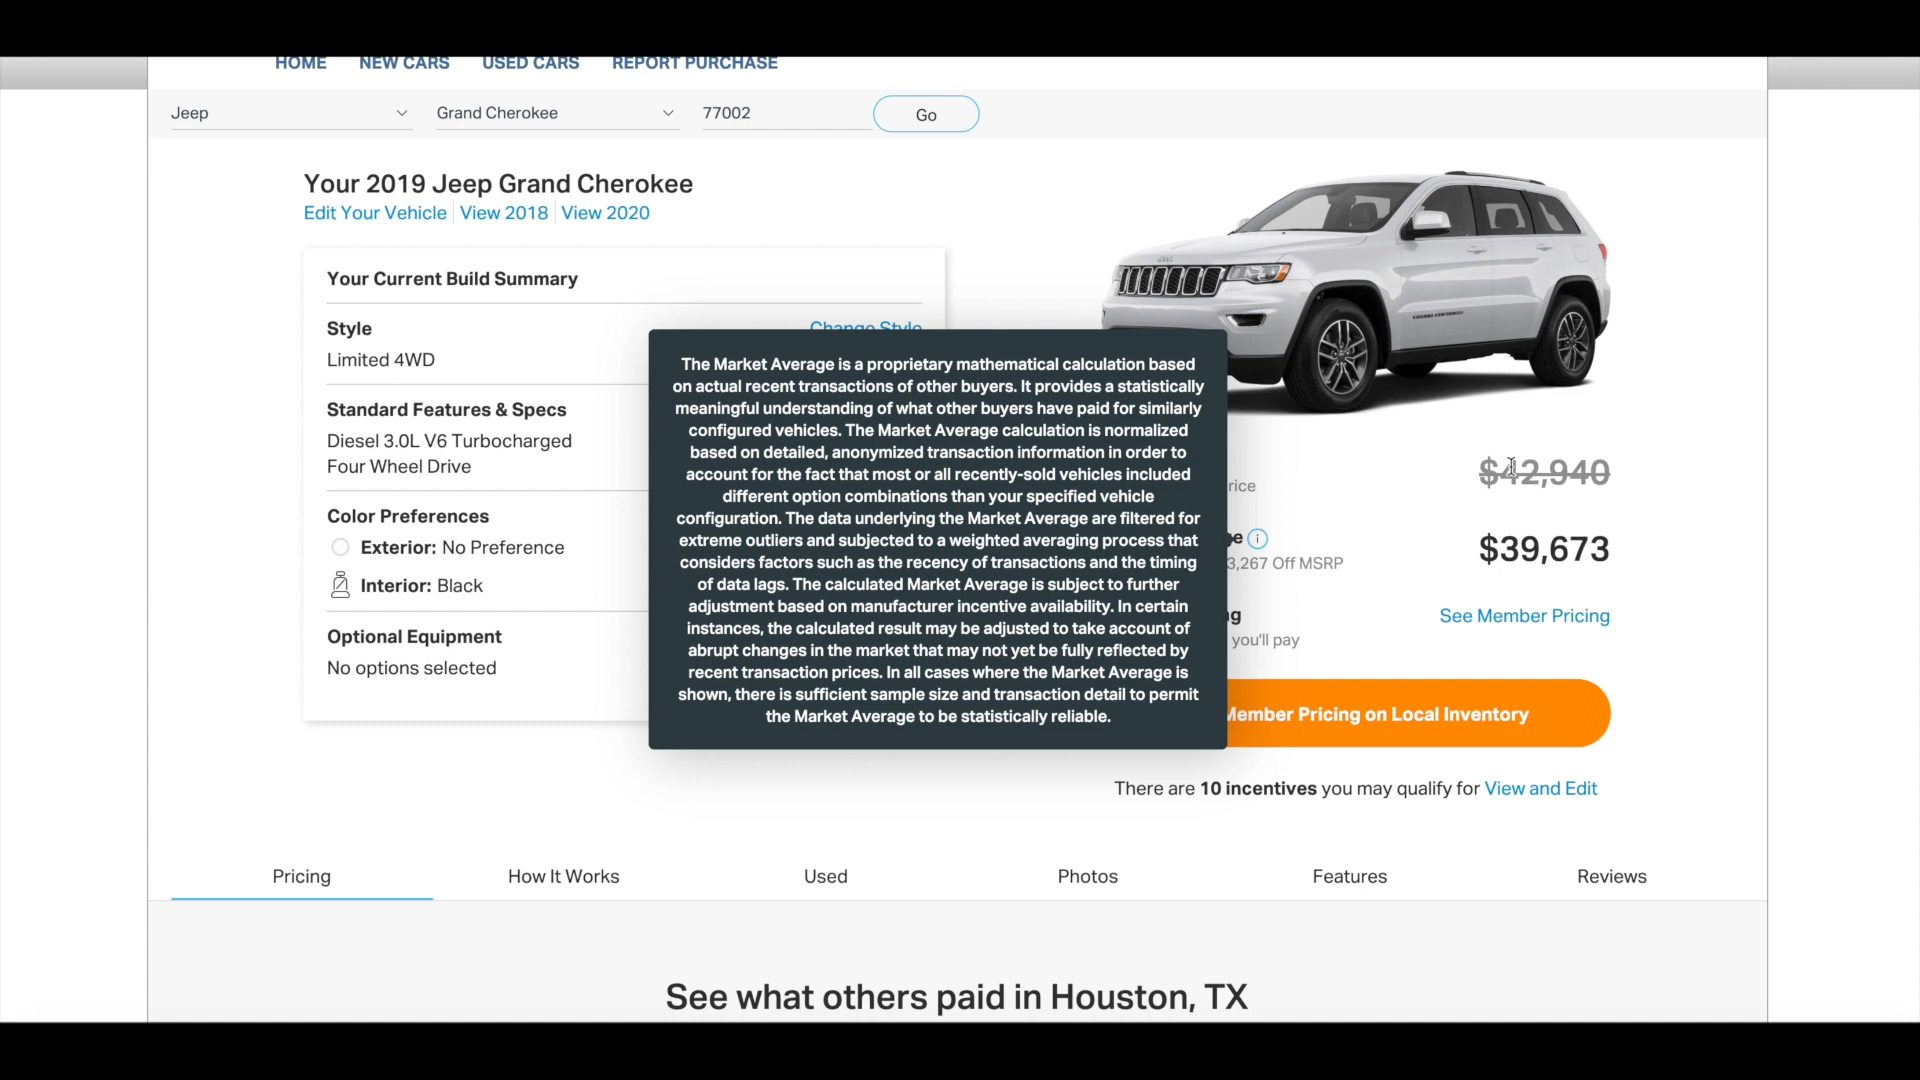 HOME NEW CARS USED CARS REPORT PURCHASE
Jeep Grand Cherokee 77002 Go
Your 2019 Jeep Grand Cherokee
Edit Your Vehicle View 2018 View 2020
Your Current Build Summary
Style Change Style
Limited 4WD
Standard Features & Specs
Diesel 3.0L V6 Turbocharged
Four Wheel Drive
Color Preferences
Exterior: No Preference
Interior: Black
Optional Equipment
No options selected
The Market Average is a proprietary mathematical calculation based
on actual recent transactions of other buyers. It provides a statistically
meaningful understanding of what other buyers have paid for similarly
configured vehicles. The Market Average calculation is normalized
based on detailed, anonymized transaction information in order to
account for the fact that most or all recently-sold vehicles included
different option combinations than your specified vehicle
configuration. The data underlying the Market Average are filtered for
extreme outliers and subjected to a weighted averaging process that
considers factors such as the recency of transactions and the timing
of data lags. The calculated Market Average is subject to further
adjustment based on manufacturer incentive availability. In certain
instances, the calculated result may be adjusted to take account of
abrupt changes in the market that may not yet be fully reflected by
recent transaction prices. In all cases where the Market Average is
shown, there is sufficient sample size and transaction detail to permit
the Market Average to be statistically reliable.
$42,940
rice
e i
3,267 Off MSRP
$39,673
g See Member Pricing
you'll pay
Member Pricing on Local Inventory
There are 10 incentives you may qualify for View and Edit
Pricing How It Works Used Photos Features Reviews
See what others paid in Houston, TX